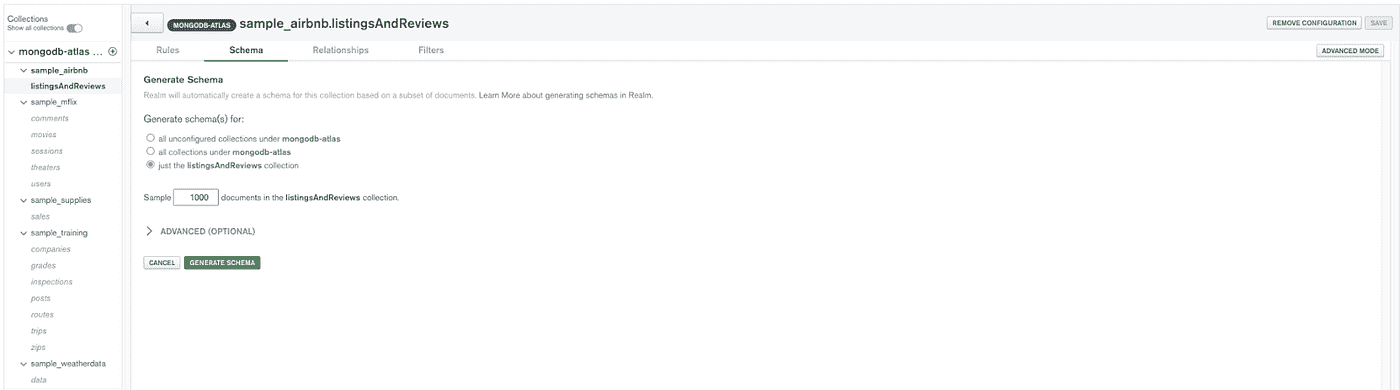 Collections
Show all collections
mongodb-atlas ...
sample_airbnb
listingsAndReviews
sample_mflix
comments
movies
sessions
theaters
users
sample_supplies
sales
sample_training
companies
grades
inspections
posts
routes
trips
zips
sample_weatherdata
data
MONGODB-ATLAS sample_airbnb.listingsAndReviews
REMOVE CONFIGURATION SAVE
Rules Schema Relationships Filters
ADVANCED MODE
Generate Schema
Realm will automatically create a schema for this collection based on a subset of documents. Learn More about generating schemas in Realm.
Generate schema(s) for:
all unconfigured collections under mongodb-atlas
all collections under mongodb-atlas
just the listingsAndReviews collection
Sample 1000 documents in the listingsAndReviews collection.
ADVANCED (OPTIONAL)
CANCEL GENERATE SCHEMA